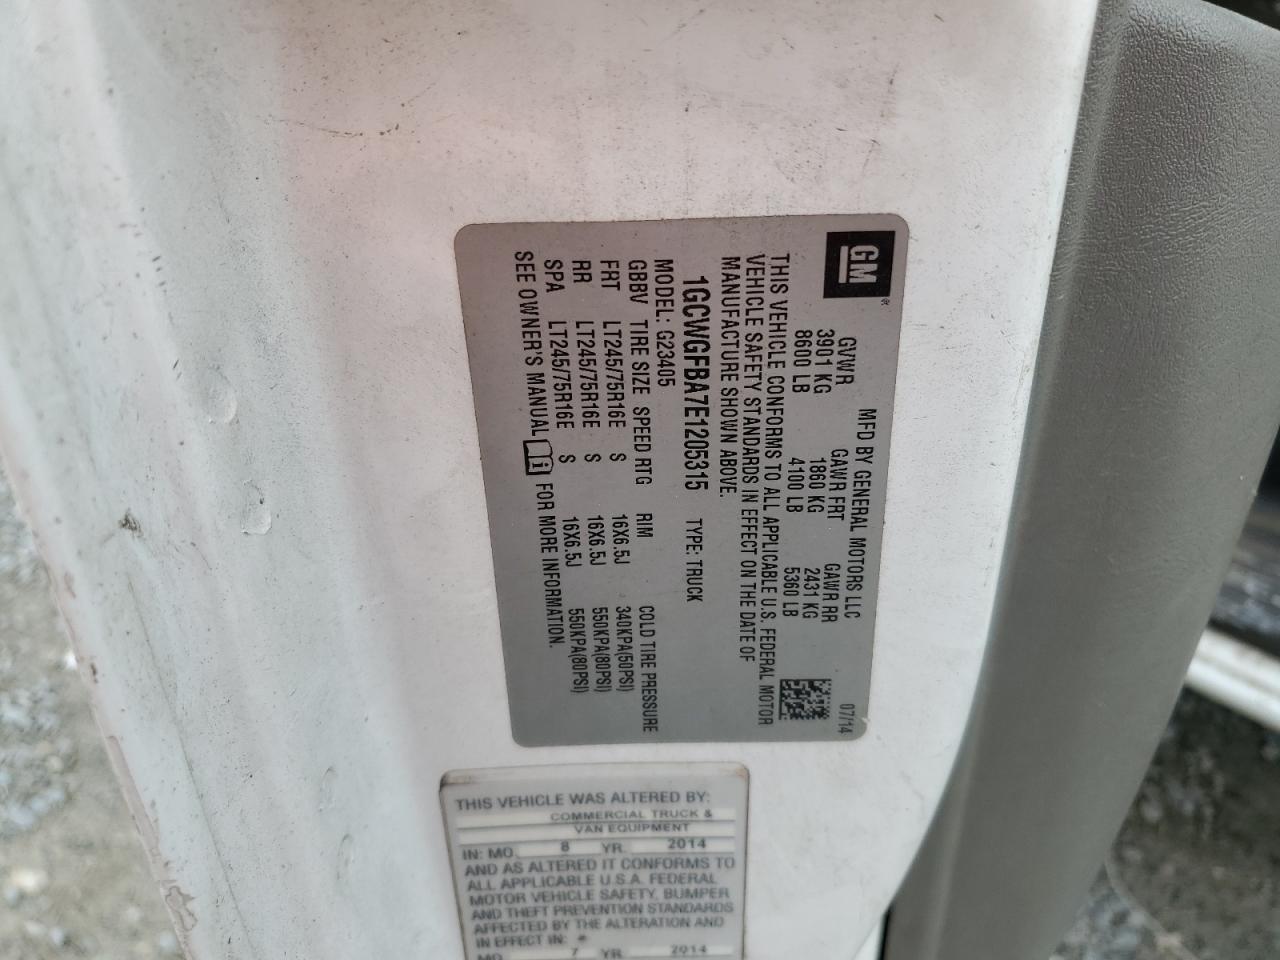 GM
MFD BY GENERAL MOTORS LLC 07/14
GVWR GAWR FRT GAWR RR
3901 KG 1860 KG 2431 KG
8600 LB 4100 LB 5360 LB
THIS VEHICLE CONFORMS TO ALL APPLICABLE U.S. FEDERAL MOTOR
VEHICLE SAFETY STANDARDS IN EFFECT ON THE DATE OF
MANUFACTURE SHOWN ABOVE.
1GCWGFBA7E1205315 TYPE: TRUCK
MODEL: G23405
GBBV TIRE SIZE SPEED RTG RIM COLD TIRE PRESSURE
FRT LT245/75R16E S 16X6.5J 340KPA(50PSI)
RR LT245/75R16E S 16X6.5J 550KPA(80PSI)
SPA LT245/75R16E S 16X6.5J 550KPA(80PSI)
SEE OWNER'S MANUAL FOR MORE INFORMATION.
THIS VEHICLE WAS ALTERED BY:
COMMERCIAL TRUCK &
VAN EQUIPMENT
IN: MO. 8 YR. 2014
AND AS ALTERED IT CONFORMS TO
ALL APPLICABLE U.S.A. FEDERAL
MOTOR VEHICLE SAFETY, BUMPER
AND THEFT PREVENTION STANDARDS
AFFECTED BY THE ALTERATION AND
IN EFFECT IN:
MO. 7 YR. 2014